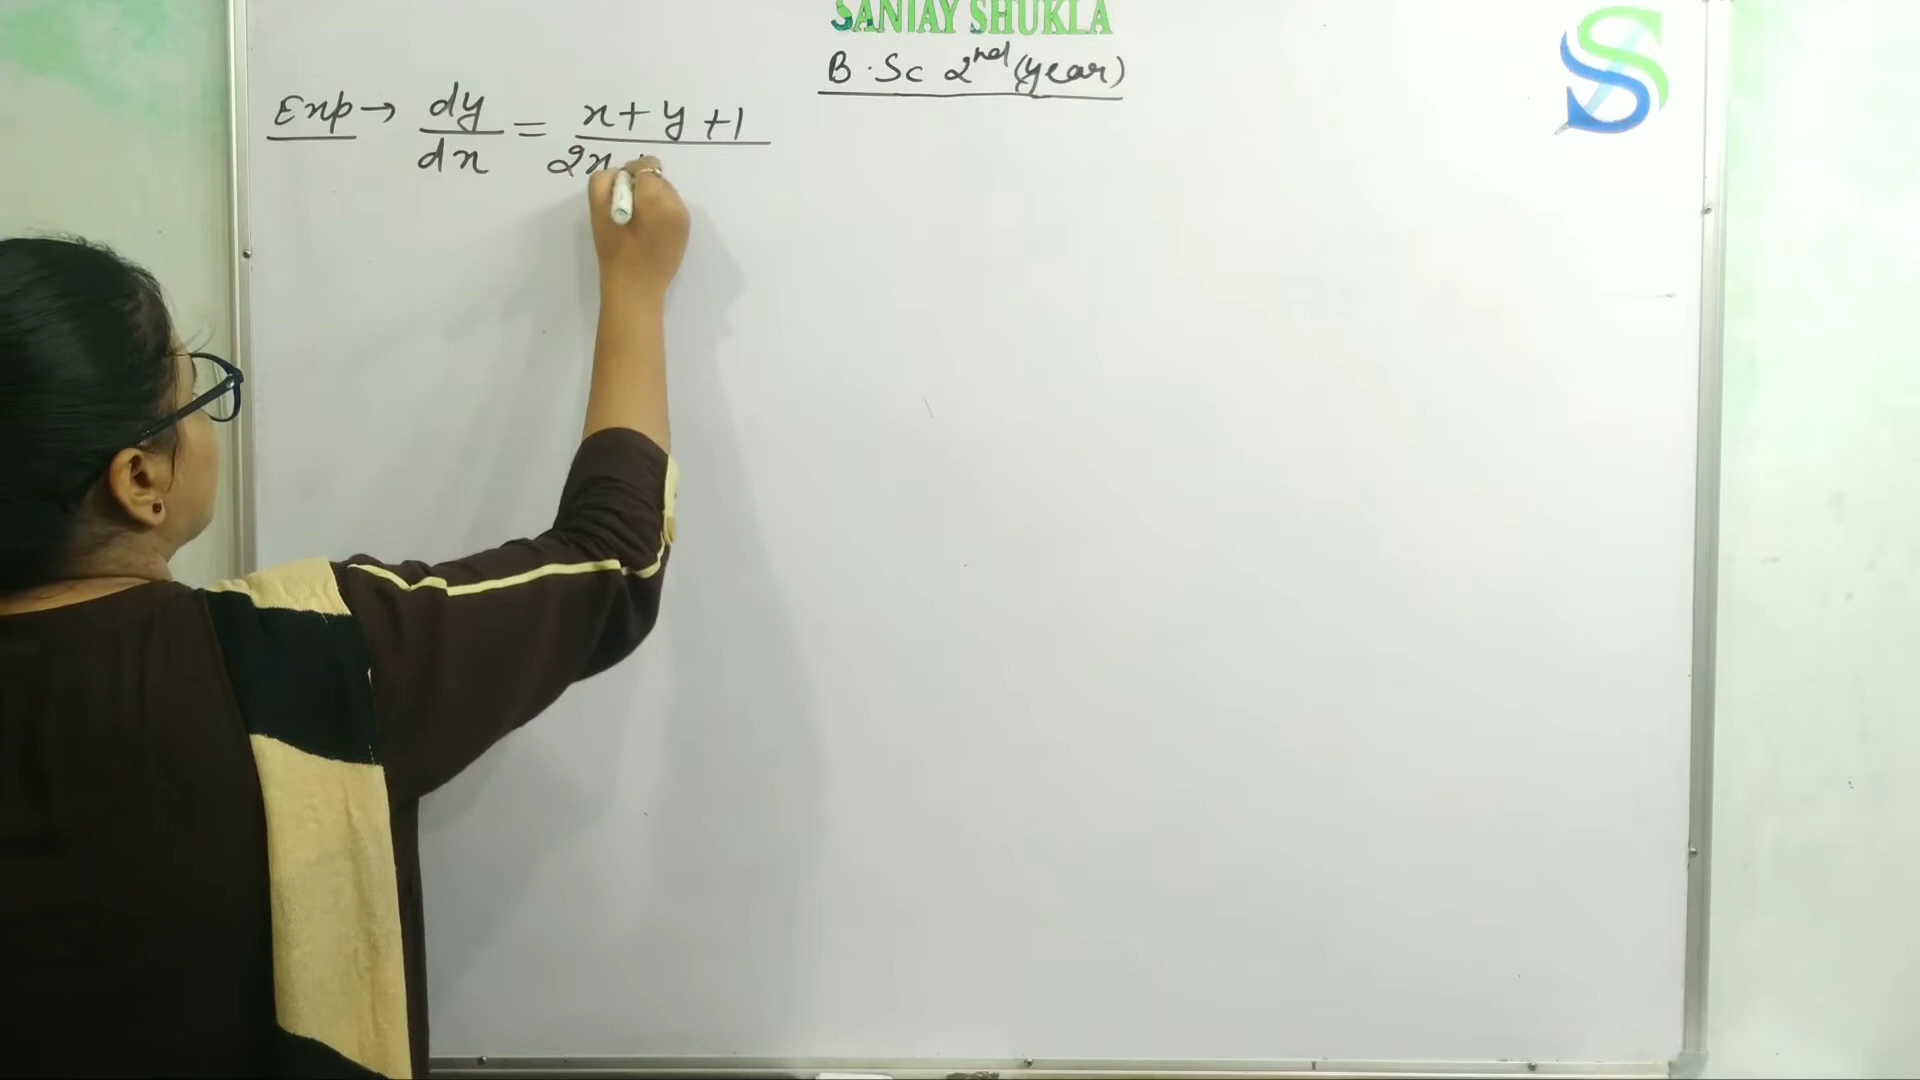 SANJAY SHUKLA
B.Sc 2nd (year)
Exp → dy/dx = x+y+1/2x+
S